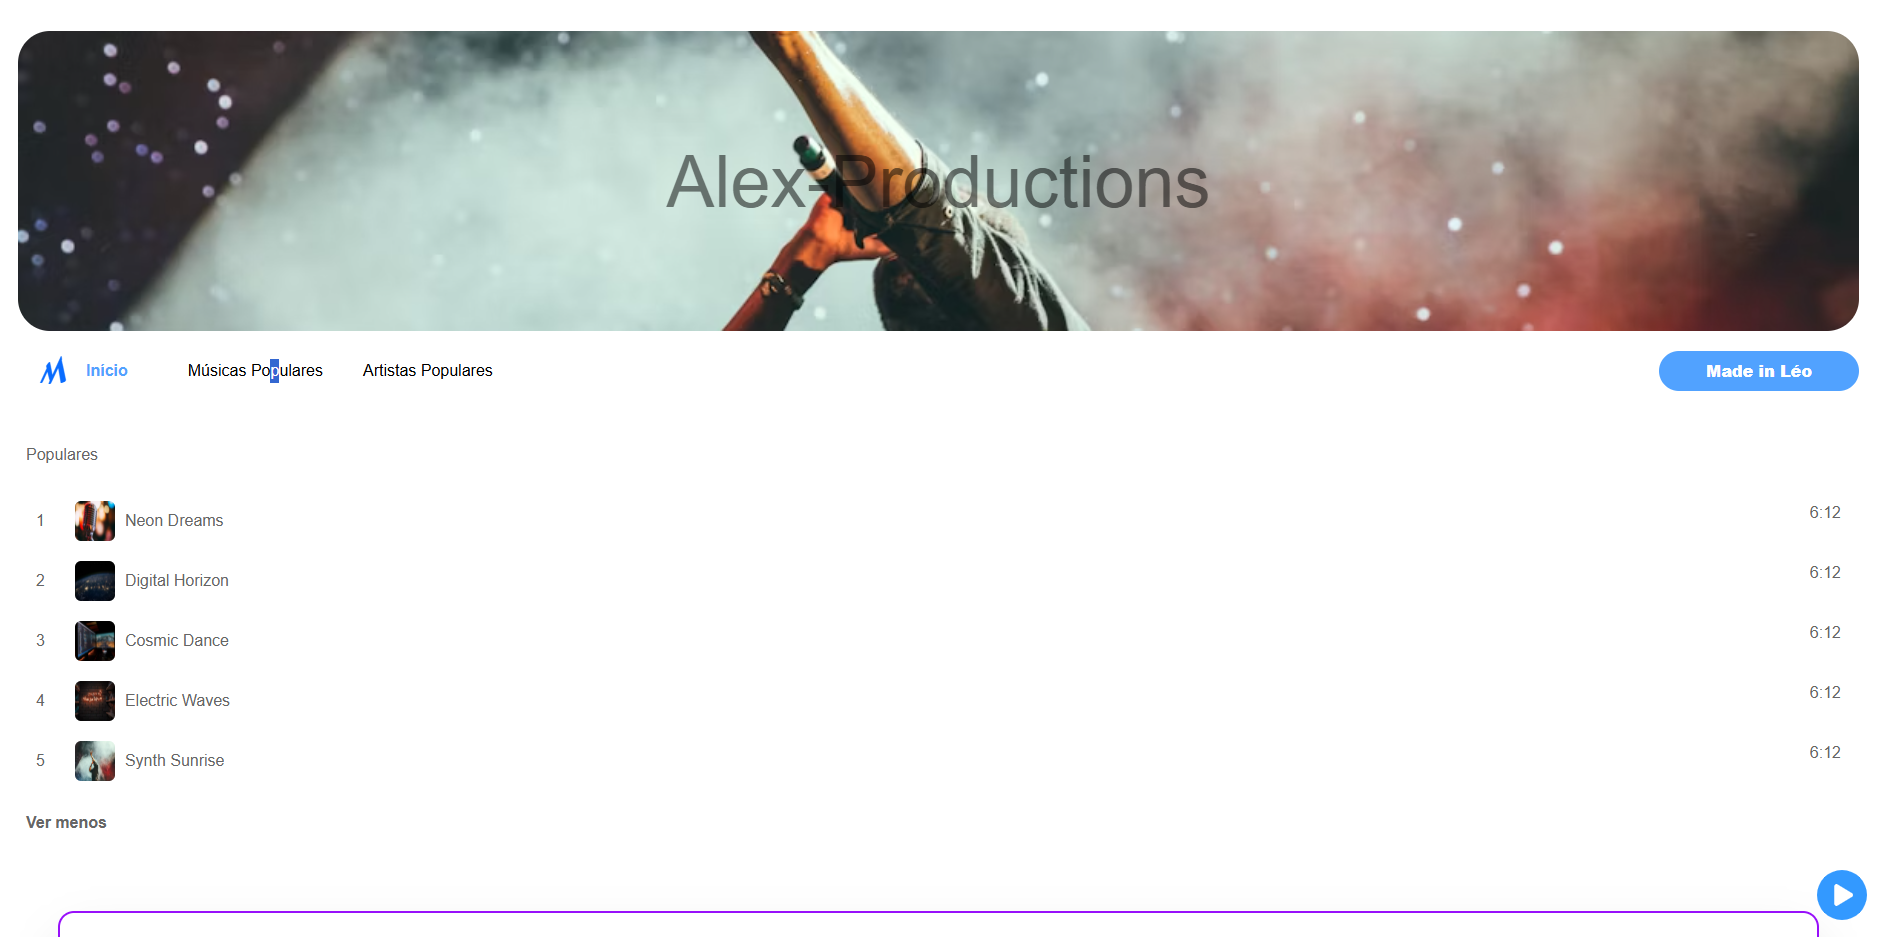 Alex-Productions
Início Músicas Populares Artistas Populares Made in Léo
Populares
1 Neon Dreams 6:12
2 Digital Horizon 6:12
3 Cosmic Dance 6:12
4 Electric Waves 6:12
5 Synth Sunrise 6:12
Ver menos